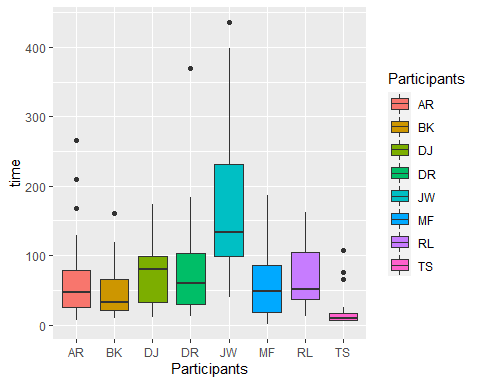 Participants
AR
BK
DJ
DR
JW
MF
RL
TS
time
400
300
200
100
0
AR BK DJ DR JW MF RL TS
Participants